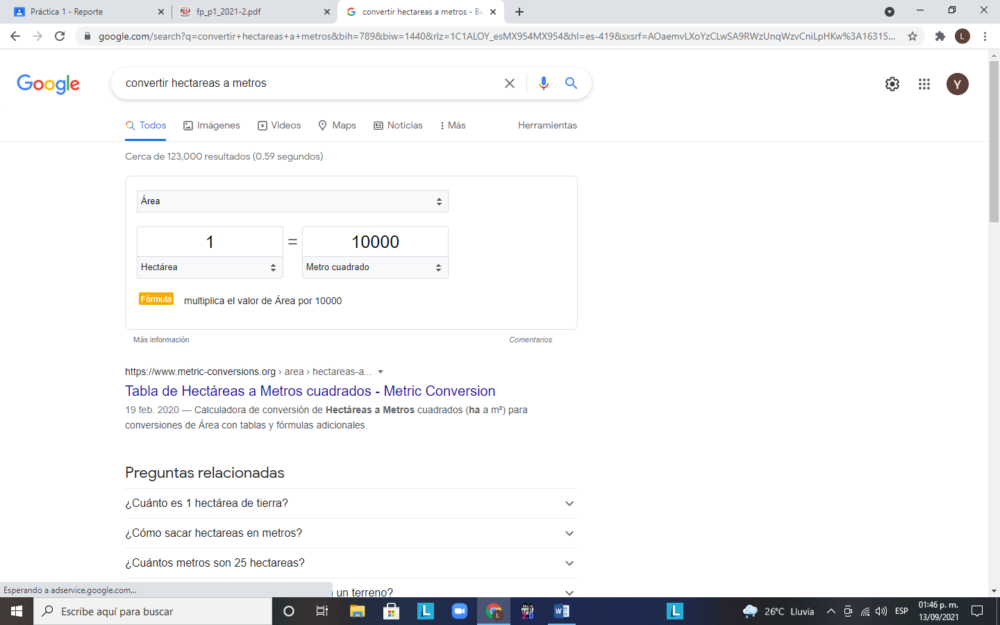 Práctica 1 - Reporte
fp_p1_2021-2.pdf
convertir hectareas a metros - Bu
google.com/search?q=convertir+hectareas+a+metros&bih=789&biw=1440&rlz=1C1ALOY_esMX954MX954&hl=es-419&sxsrf=AOaemvLXoYzCLwSA9RWzUnqWzvCniLpHKw%3A16315...
L
Google
convertir hectareas a metros
Y
Todos
Imágenes
Videos
Maps
Noticias
Más
Herramientas
Cerca de 123,000 resultados (0.59 segundos)
Área
1 = 10000
Hectárea
Metro cuadrado
Fórmula multiplica el valor de Área por 10000
Más información
Comentarios
https://www.metric-conversions.org › area › hectareas-a...
Tabla de Hectáreas a Metros cuadrados - Metric Conversion
19 feb. 2020 — Calculadora de conversión de Hectáreas a Metros cuadrados (ha a m²) para
conversiones de Área con tablas y fórmulas adicionales.
Preguntas relacionadas
¿Cuánto es 1 hectárea de tierra?
¿Cómo sacar hectareas en metros?
¿Cuántos metros son 25 hectareas?
un terreno?
Esperando a adservice.google.com...
Escribe aquí para buscar
L
L
W
L
26°C Lluvia
ESP
01:46 p. m.
13/09/2021